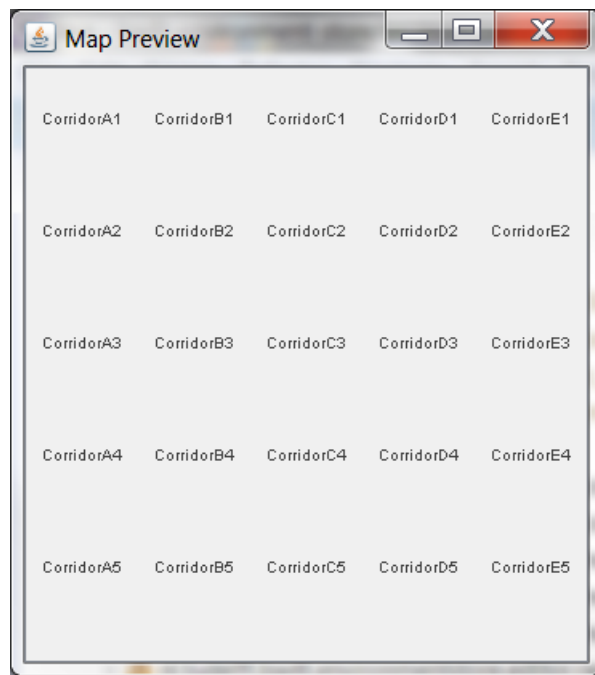 Map Preview
CorridorA1 CorridorB1 CorridorC1 CorridorD1 CorridorE1
CorridorA2 CorridorB2 CorridorC2 CorridorD2 CorridorE2
CorridorA3 CorridorB3 CorridorC3 CorridorD3 CorridorE3
CorridorA4 CorridorB4 CorridorC4 CorridorD4 CorridorE4
CorridorA5 CorridorB5 CorridorC5 CorridorD5 CorridorE5